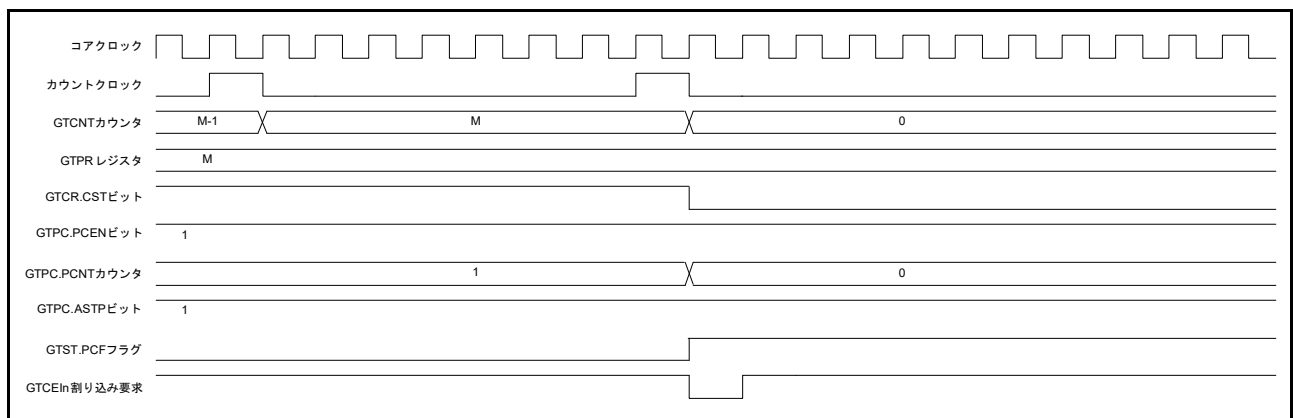 コアクロック
カウントクロック
GTCNTカウンタ M-1 M 0
GTPRレジスタ M
GTCR.CSTビット
GTPC.PCENビット 1
GTPC.PCNTカウンタ 1 0
GTPC.ASTPビット 1
GTST.PCFフラグ
GTCEIn割り込み要求